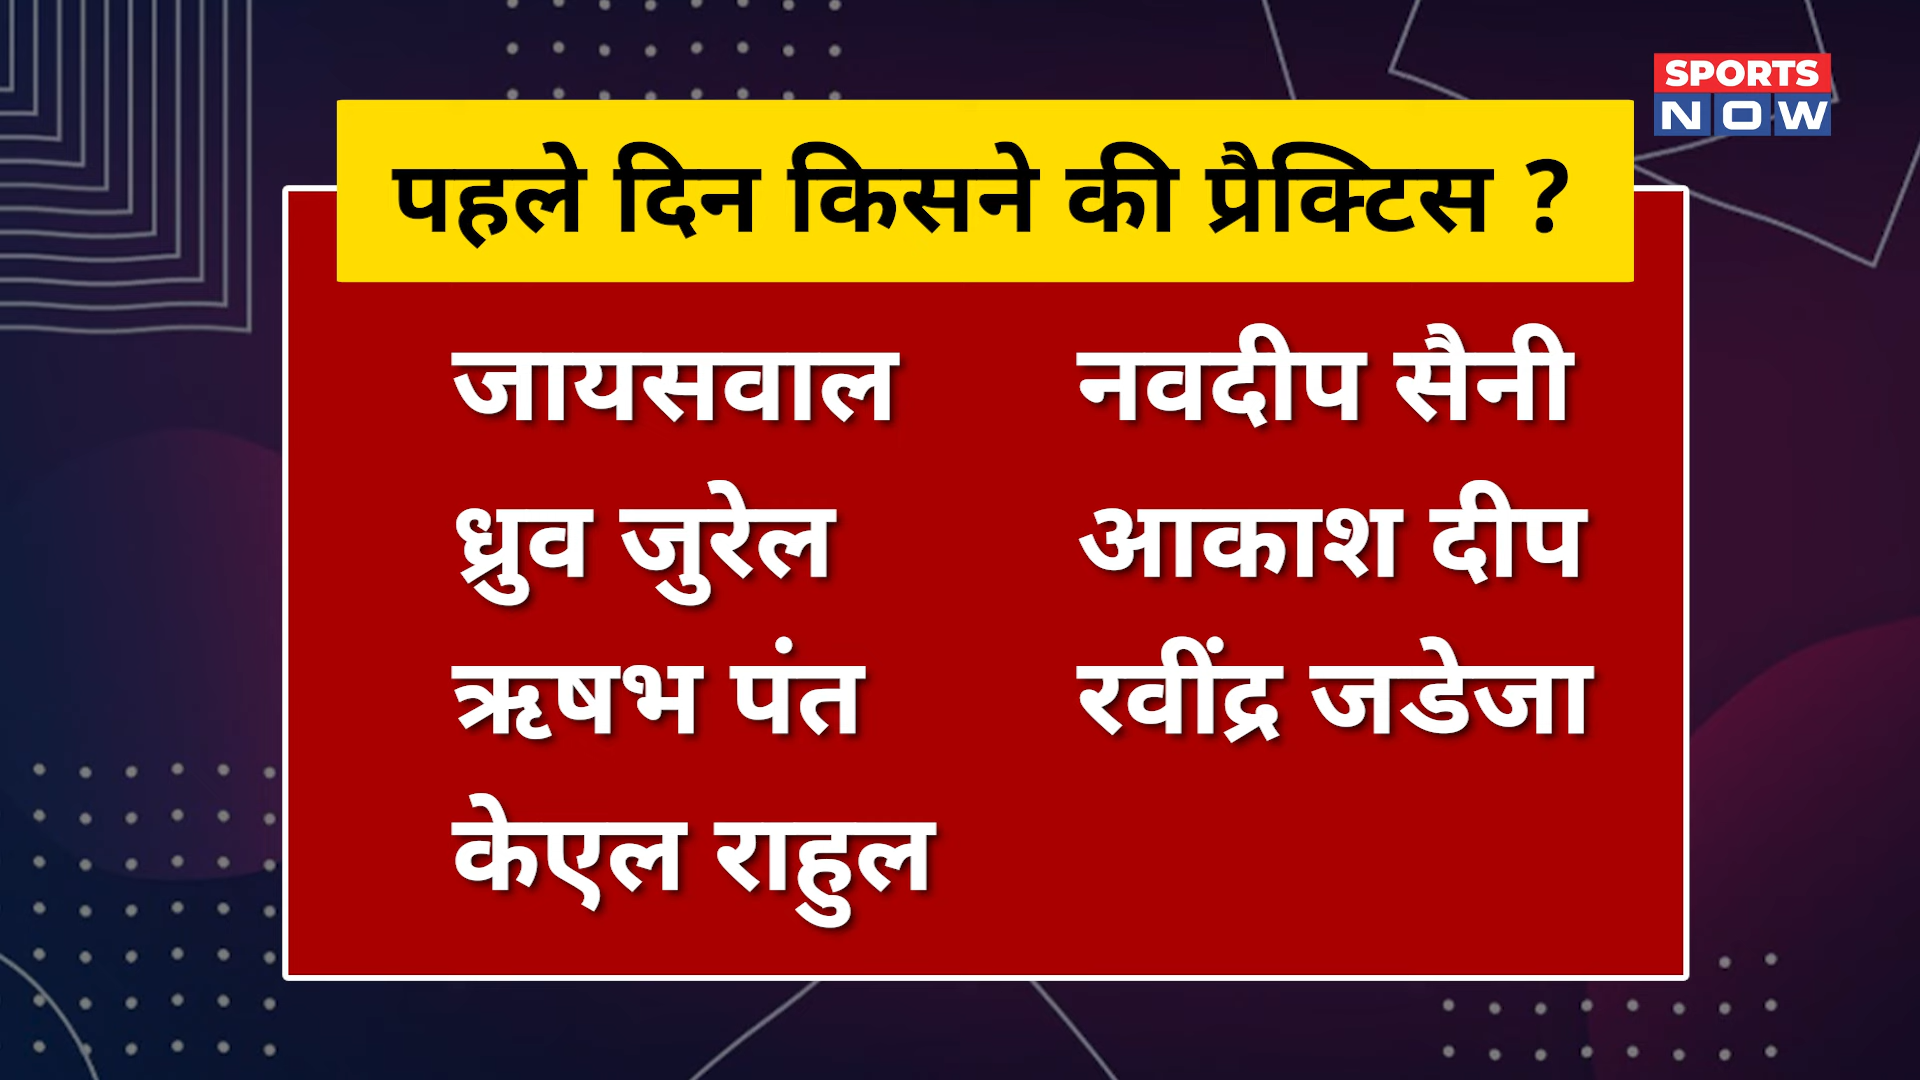 SPORTS
NOW
पहले दिन किसने की प्रैक्टिस ?
जायसवाल
ध्रुव जुरेल
ऋषभ पंत
केएल राहुल
नवदीप सैनी
आकाश दीप
रवींद्र जडेजा